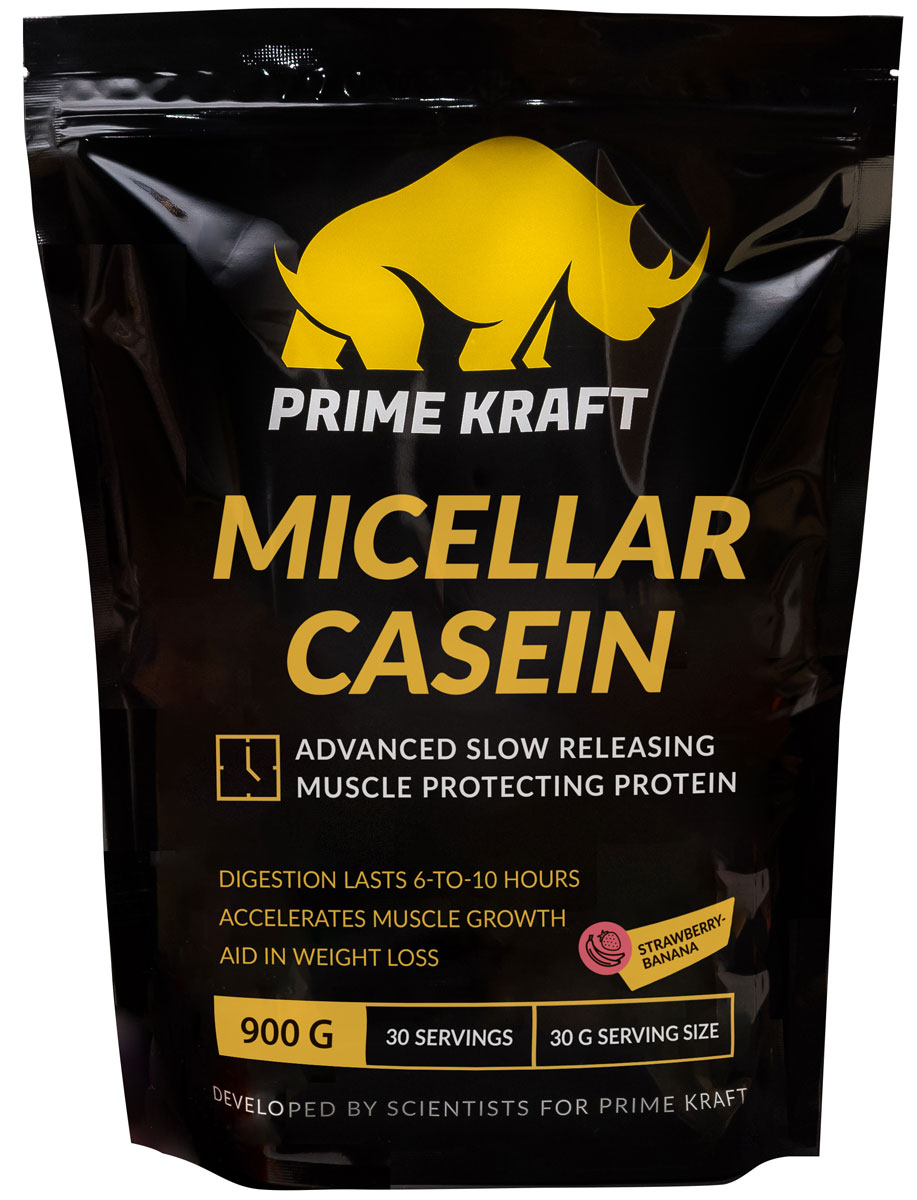 PRIME KRAFT
MICELLAR
CASEIN
ADVANCED SLOW RELEASING
MUSCLE PROTECTING PROTEIN
DIGESTION LASTS 6-TO-10 HOURS
ACCELERATES MUSCLE GROWTH
AID IN WEIGHT LOSS
STRAWBERRY-
BANANA
900 G 30 SERVINGS 30 G SERVING SIZE
DEVELOPED BY SCIENTISTS FOR PRIME KRAFT